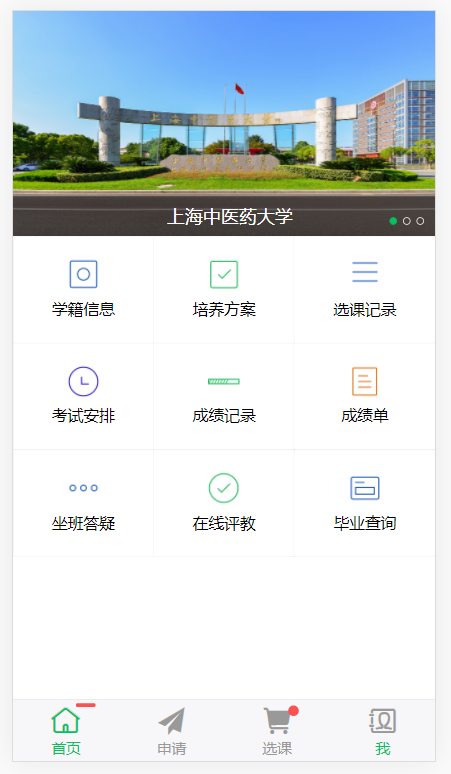 上海中医药大学
学籍信息
培养方案
选课记录
考试安排
成绩记录
成绩单
坐班答疑
在线评教
毕业查询
首页
申请
选课
我